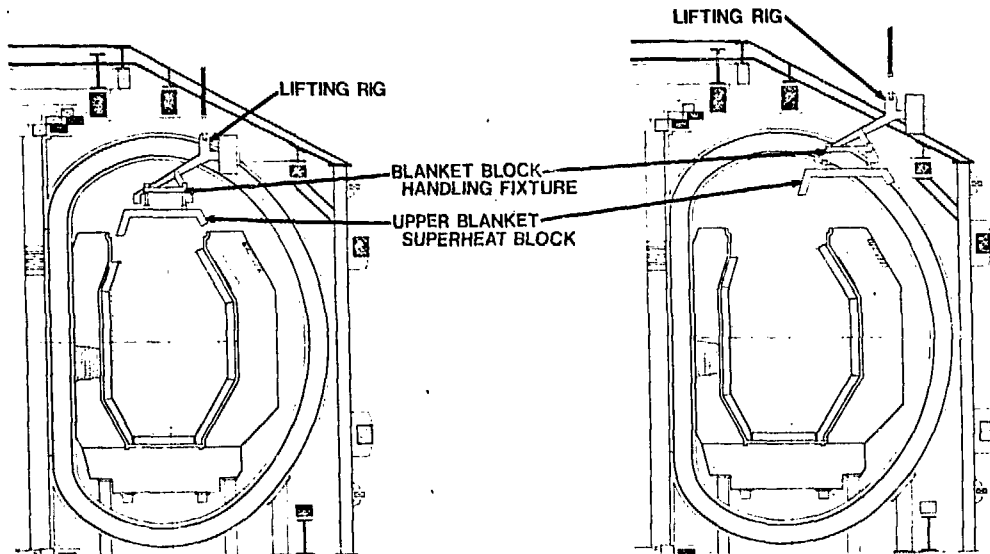 LIFTING RIG
LIFTING RIG
BLANKET BLOCK
HANDLING FIXTURE
UPPER BLANKET
SUPERHEAT BLOCK